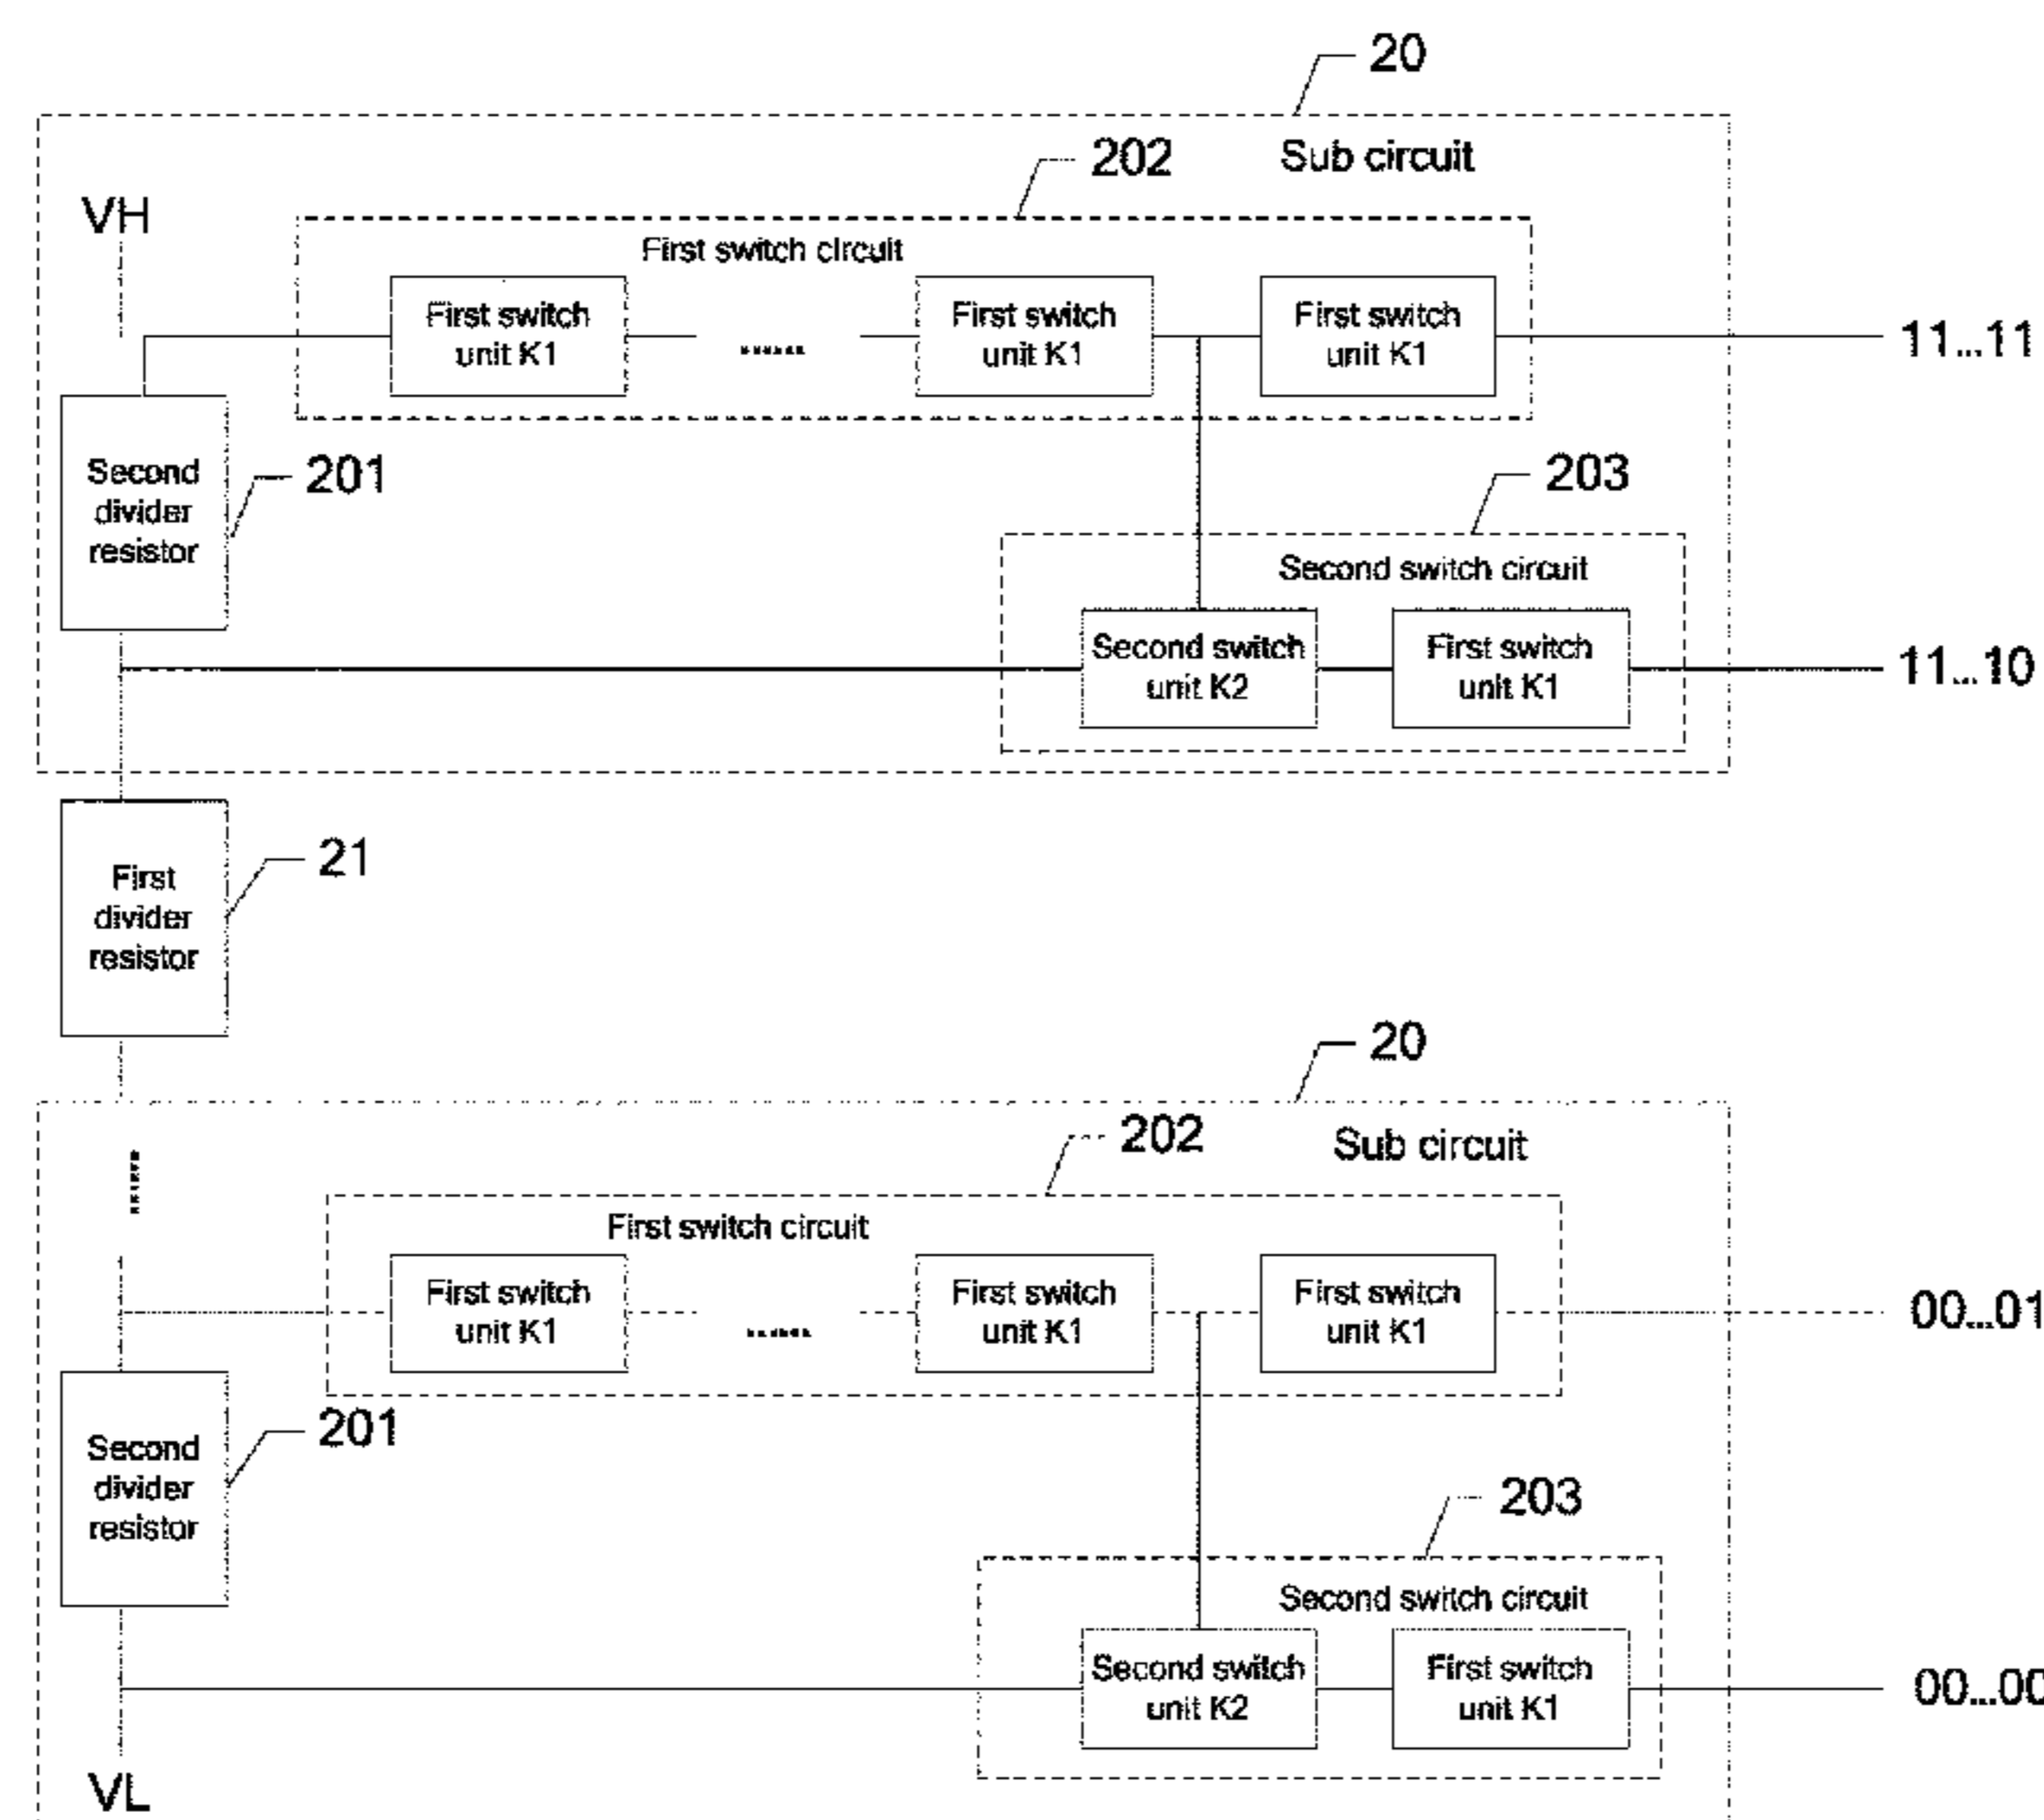 20
202
Sub circuit
VH
First switch circuit
First switch
unit K1
......
First switch
unit K1
First switch
unit K1
11...11
Second
divider
resistor
201
203
Second switch circuit
Second switch
unit K2
First switch
unit K1
11...10
First
divider
resistor
21
20
202
Sub circuit
......
First switch circuit
First switch
unit K1
......
First switch
unit K1
First switch
unit K1
00...01
Second
divider
resistor
201
203
Second switch circuit
Second switch
unit K2
First switch
unit K1
00...00
VL